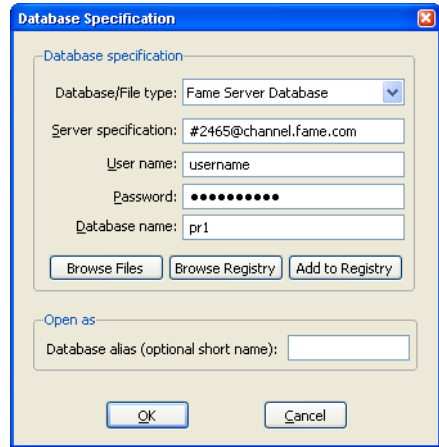 Database Specification
Database specification
Database/File type: Fame Server Database
Server specification: #2465@channel.fame.com
User name: username
Password: ●●●●●●●●●●
Database name: pr1
Browse Files Browse Registry Add to Registry
Open as
Database alias (optional short name):
OK Cancel